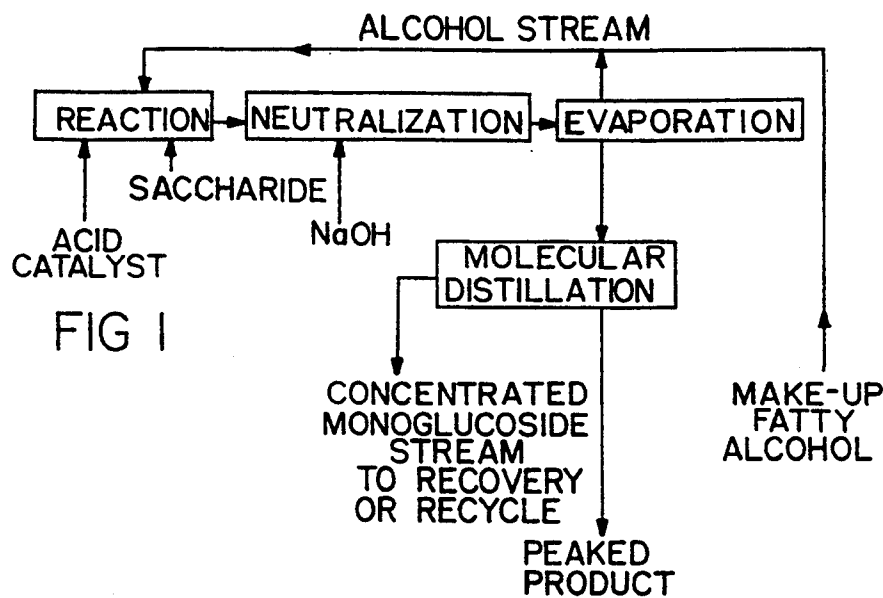 ALCOHOL STREAM
REACTION
NEUTRALIZATION
EVAPORATION
SACCHARIDE
NaOH
ACID
CATALYST
MOLECULAR
DISTILLATION
FIG 1
CONCENTRATED
MONOGLUCOSIDE
STREAM
TO RECOVERY
OR RECYCLE
MAKE-UP
FATTY
ALCOHOL
PEAKED
PRODUCT